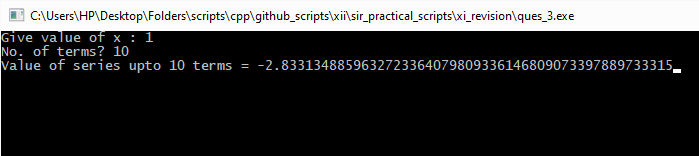 C:\Users\HP\Desktop\Folders\scripts\cpp\github_scripts\xii\sir_practical_scripts\xi_revision\ques_3.exe
Give value of x : 1
No. of terms? 10
Value of series upto 10 terms = -2.8331348859632723364079809336146809073397889733315